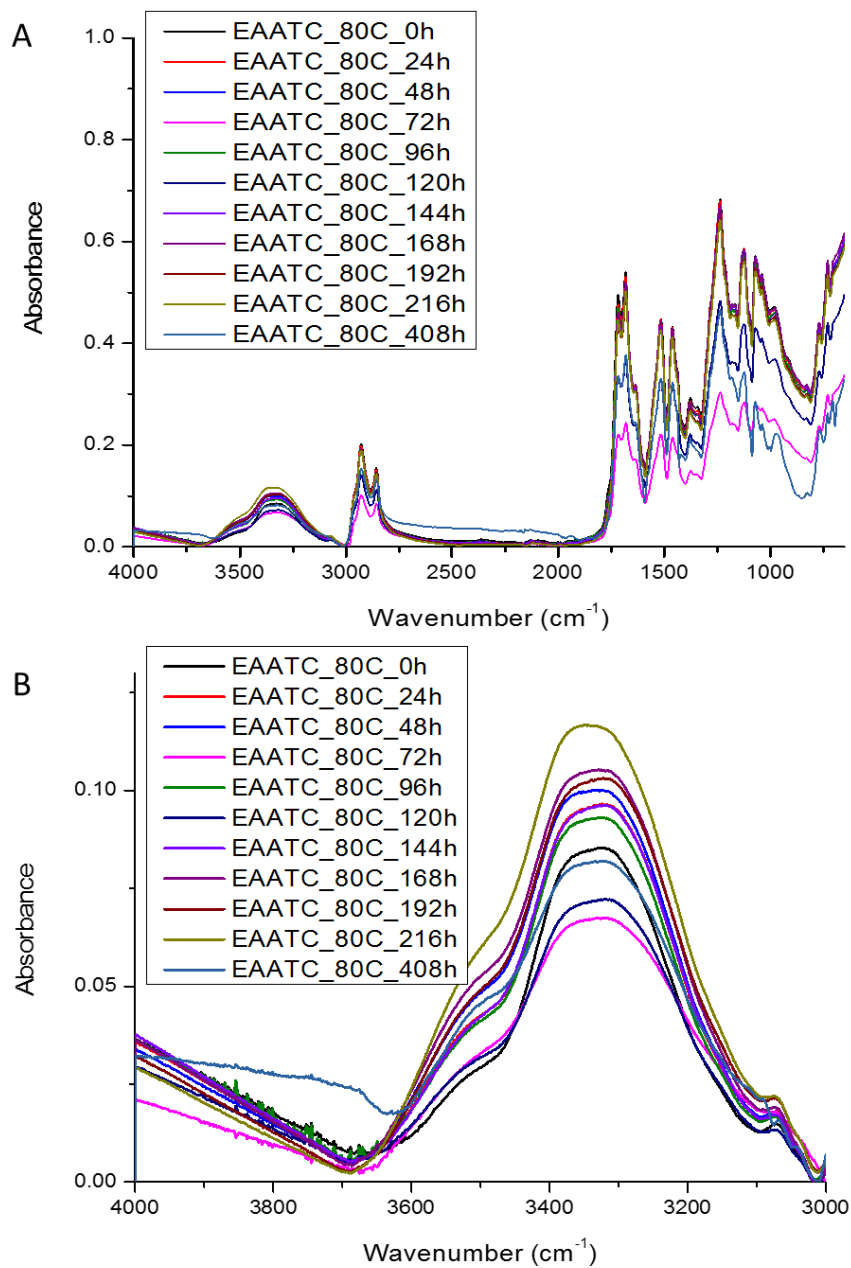 A
1.0
0.8
0.6
0.4
0.2
0.0
Absorbance
EAATC_80C_0h
EAATC_80C_24h
EAATC_80C_48h
EAATC_80C_72h
EAATC_80C_96h
EAATC_80C_120h
EAATC_80C_144h
EAATC_80C_168h
EAATC_80C_192h
EAATC_80C_216h
EAATC_80C_408h
4000 3500 3000 2500 2000 1500 1000
Wavenumber (cm⁻¹)
B
0.10
0.05
0.00
Absorbance
EAATC_80C_0h
EAATC_80C_24h
EAATC_80C_48h
EAATC_80C_72h
EAATC_80C_96h
EAATC_80C_120h
EAATC_80C_144h
EAATC_80C_168h
EAATC_80C_192h
EAATC_80C_216h
EAATC_80C_408h
4000 3800 3600 3400 3200 3000
Wavenumber (cm⁻¹)